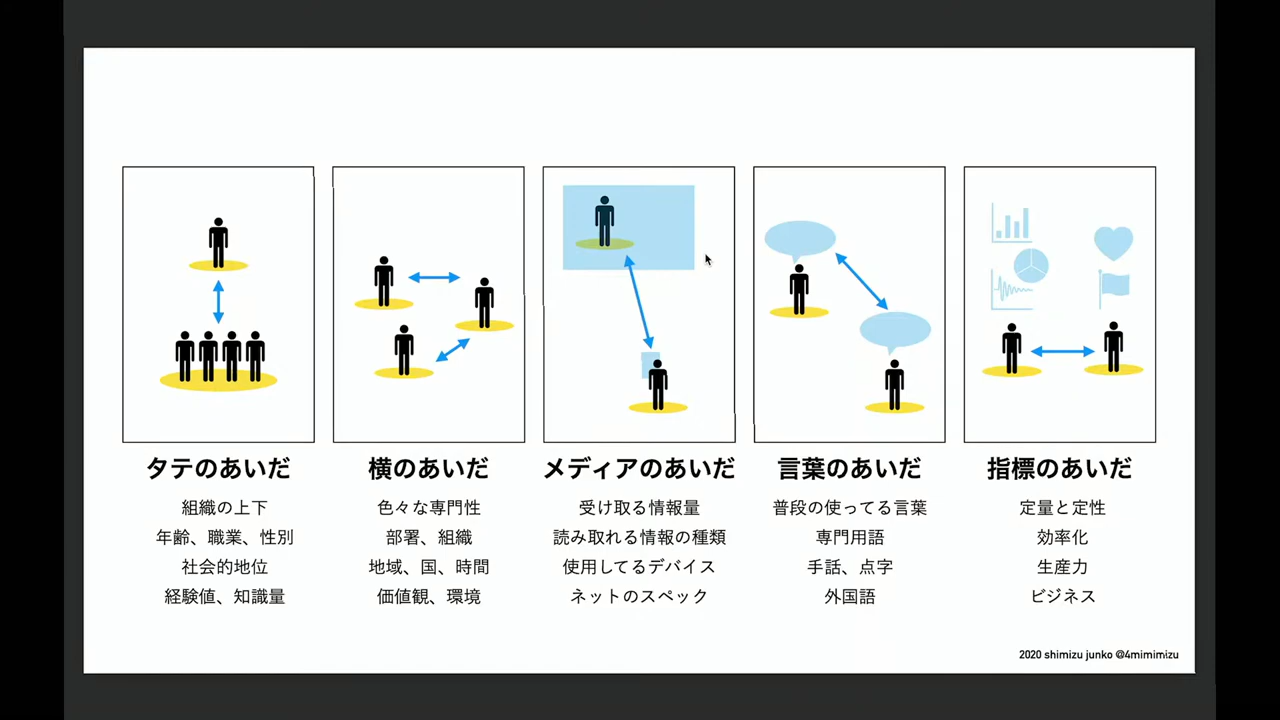 タテのあいだ
組織の上下
年齢、職業、性別
社会的地位
経験値、知識量
横のあいだ
色々な専門性
部署、組織
地域、国、時間
価値観、環境
メディアのあいだ
受け取る情報量
読み取れる情報の種類
使用してるデバイス
ネットのスペック
言葉のあいだ
普段の使ってる言葉
専門用語
手話、点字
外国語
指標のあいだ
定量と定性
効率化
生産力
ビジネス
2020 shimizu junko @4mimimizu